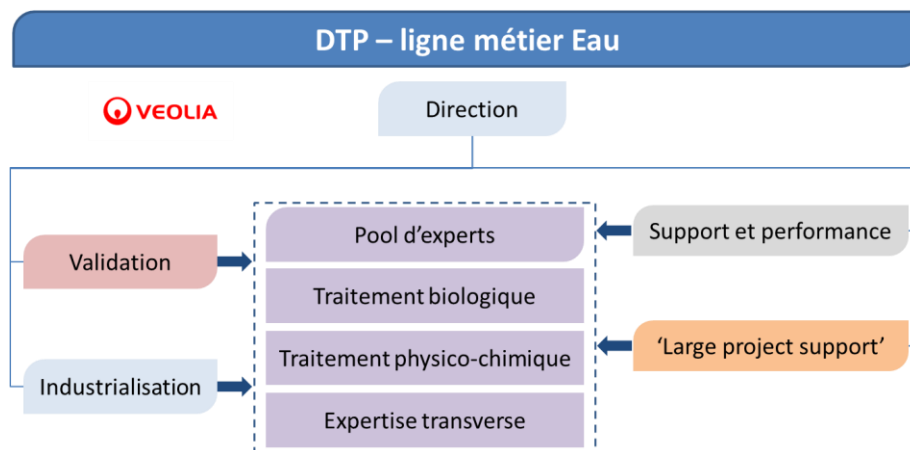 DTP – ligne métier Eau
VEOLIA
Direction
Validation
Industrialisation
Pool d’experts
Traitement biologique
Traitement physico-chimique
Expertise transverse
Support et performance
‘Large project support’